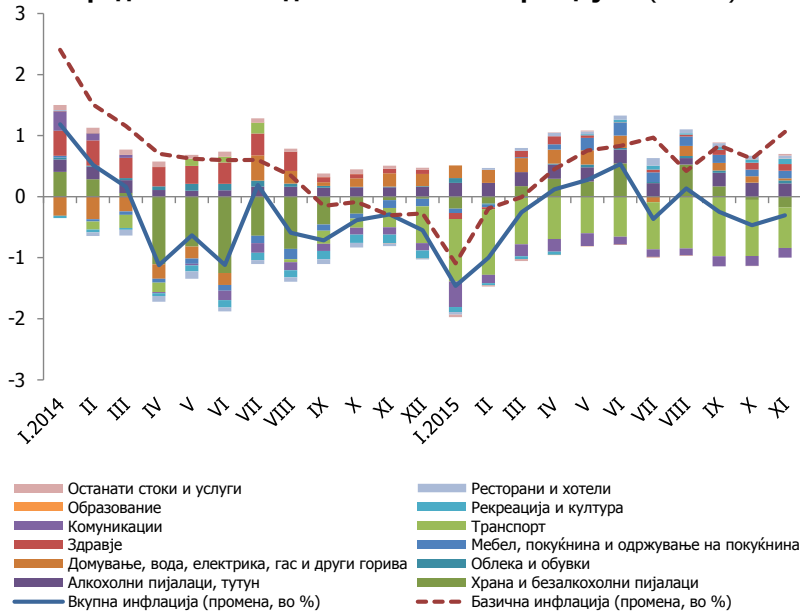 3
2
1
0
-1
-2
-3
I.2014 II III IV V VI VII VIII IX X XI XII I.2015 II III IV V VI VII VIII IX X XI
Останати стоки и услуги
Ресторани и хотели
Образование
Рекреација и култура
Комуникации
Транспорт
Здравје
Мебел, покуќнина и одржување на покуќнина
Домување, вода, електрика, гас и други горива
Облека и обувки
Алкохолни пијалаци, тутун
Храна и безалкохолни пијалаци
Вкупна инфлација (промена, во %)
Базична инфлација (промена, во %)